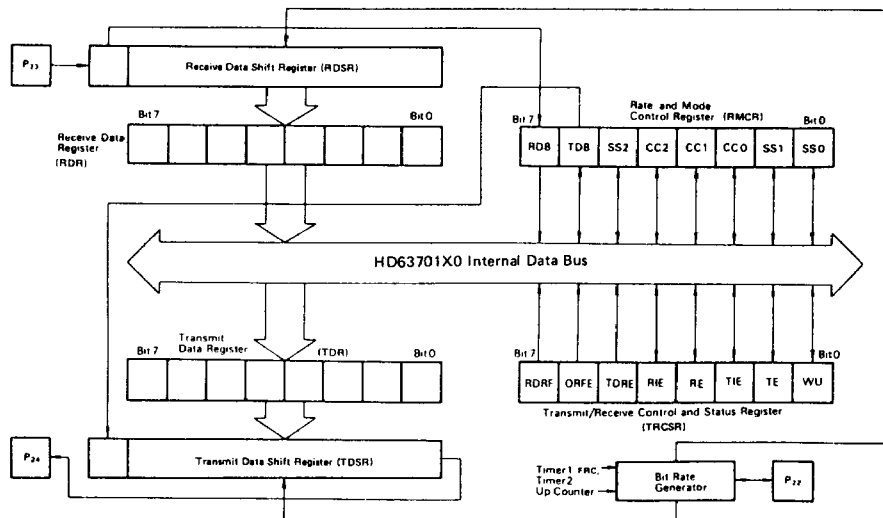 P23
Receive Data Shift Register (RDSR)
Bit 7
Bit 0
Receive Data
Register
(RDR)
Rate and Mode
Control Register (RMCR)
Bit 7
Bit 0
RD8
TD8
SS2
CC2
CC1
CC0
SS1
SS0
HD63701X0 Internal Data Bus
Transmit
Data Register
(TDR)
Bit 7
Bit 0
Bit 7
Bit 0
RDRF
ORFE
TDRE
RIE
RE
TIE
TE
WU
Transmit/Receive Control and Status Register
(TRCSR)
P24
Transmit Data Shift Register (TDSR)
Timer1 FRC,
Timer2
Up Counter
Bit Rate
Generator
P22